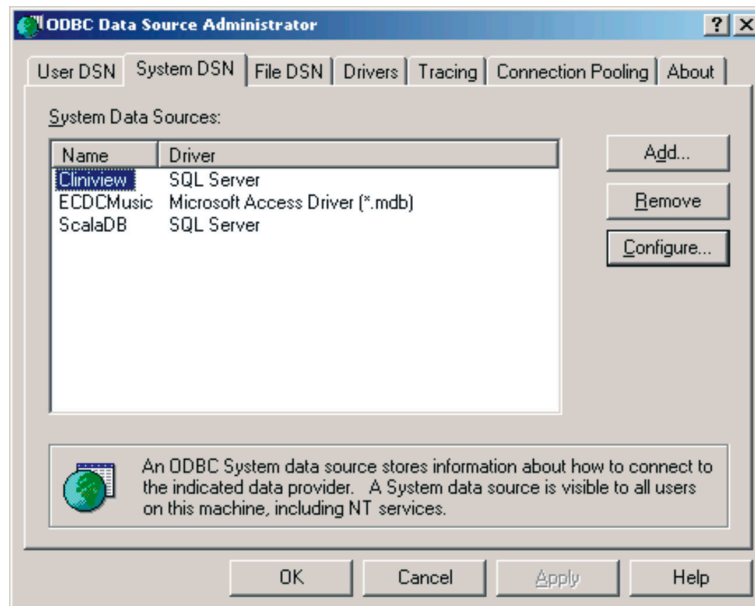 ODBC Data Source Administrator
User DSN System DSN File DSN Drivers Tracing Connection Pooling About
System Data Sources:
Name Driver
Cliniview SQL Server
ECDCMusic Microsoft Access Driver (*.mdb)
ScalaDB SQL Server
Add...
Remove
Configure...
An ODBC System data source stores information about how to connect to
the indicated data provider. A System data source is visible to all users
on this machine, including NT services.
OK Cancel Apply Help